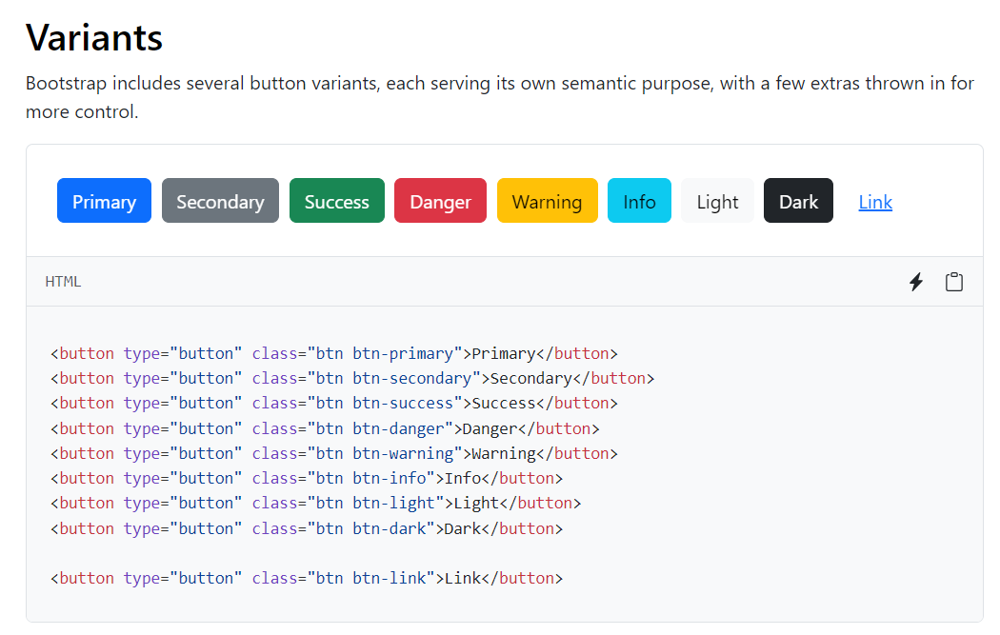 Variants
Bootstrap includes several button variants, each serving its own semantic purpose, with a few extras thrown in for
more control.
Primary Secondary Success Danger Warning Info Light Dark Link
HTML
<button type="button" class="btn btn-primary">Primary</button>
<button type="button" class="btn btn-secondary">Secondary</button>
<button type="button" class="btn btn-success">Success</button>
<button type="button" class="btn btn-danger">Danger</button>
<button type="button" class="btn btn-warning">Warning</button>
<button type="button" class="btn btn-info">Info</button>
<button type="button" class="btn btn-light">Light</button>
<button type="button" class="btn btn-dark">Dark</button>
<button type="button" class="btn btn-link">Link</button>